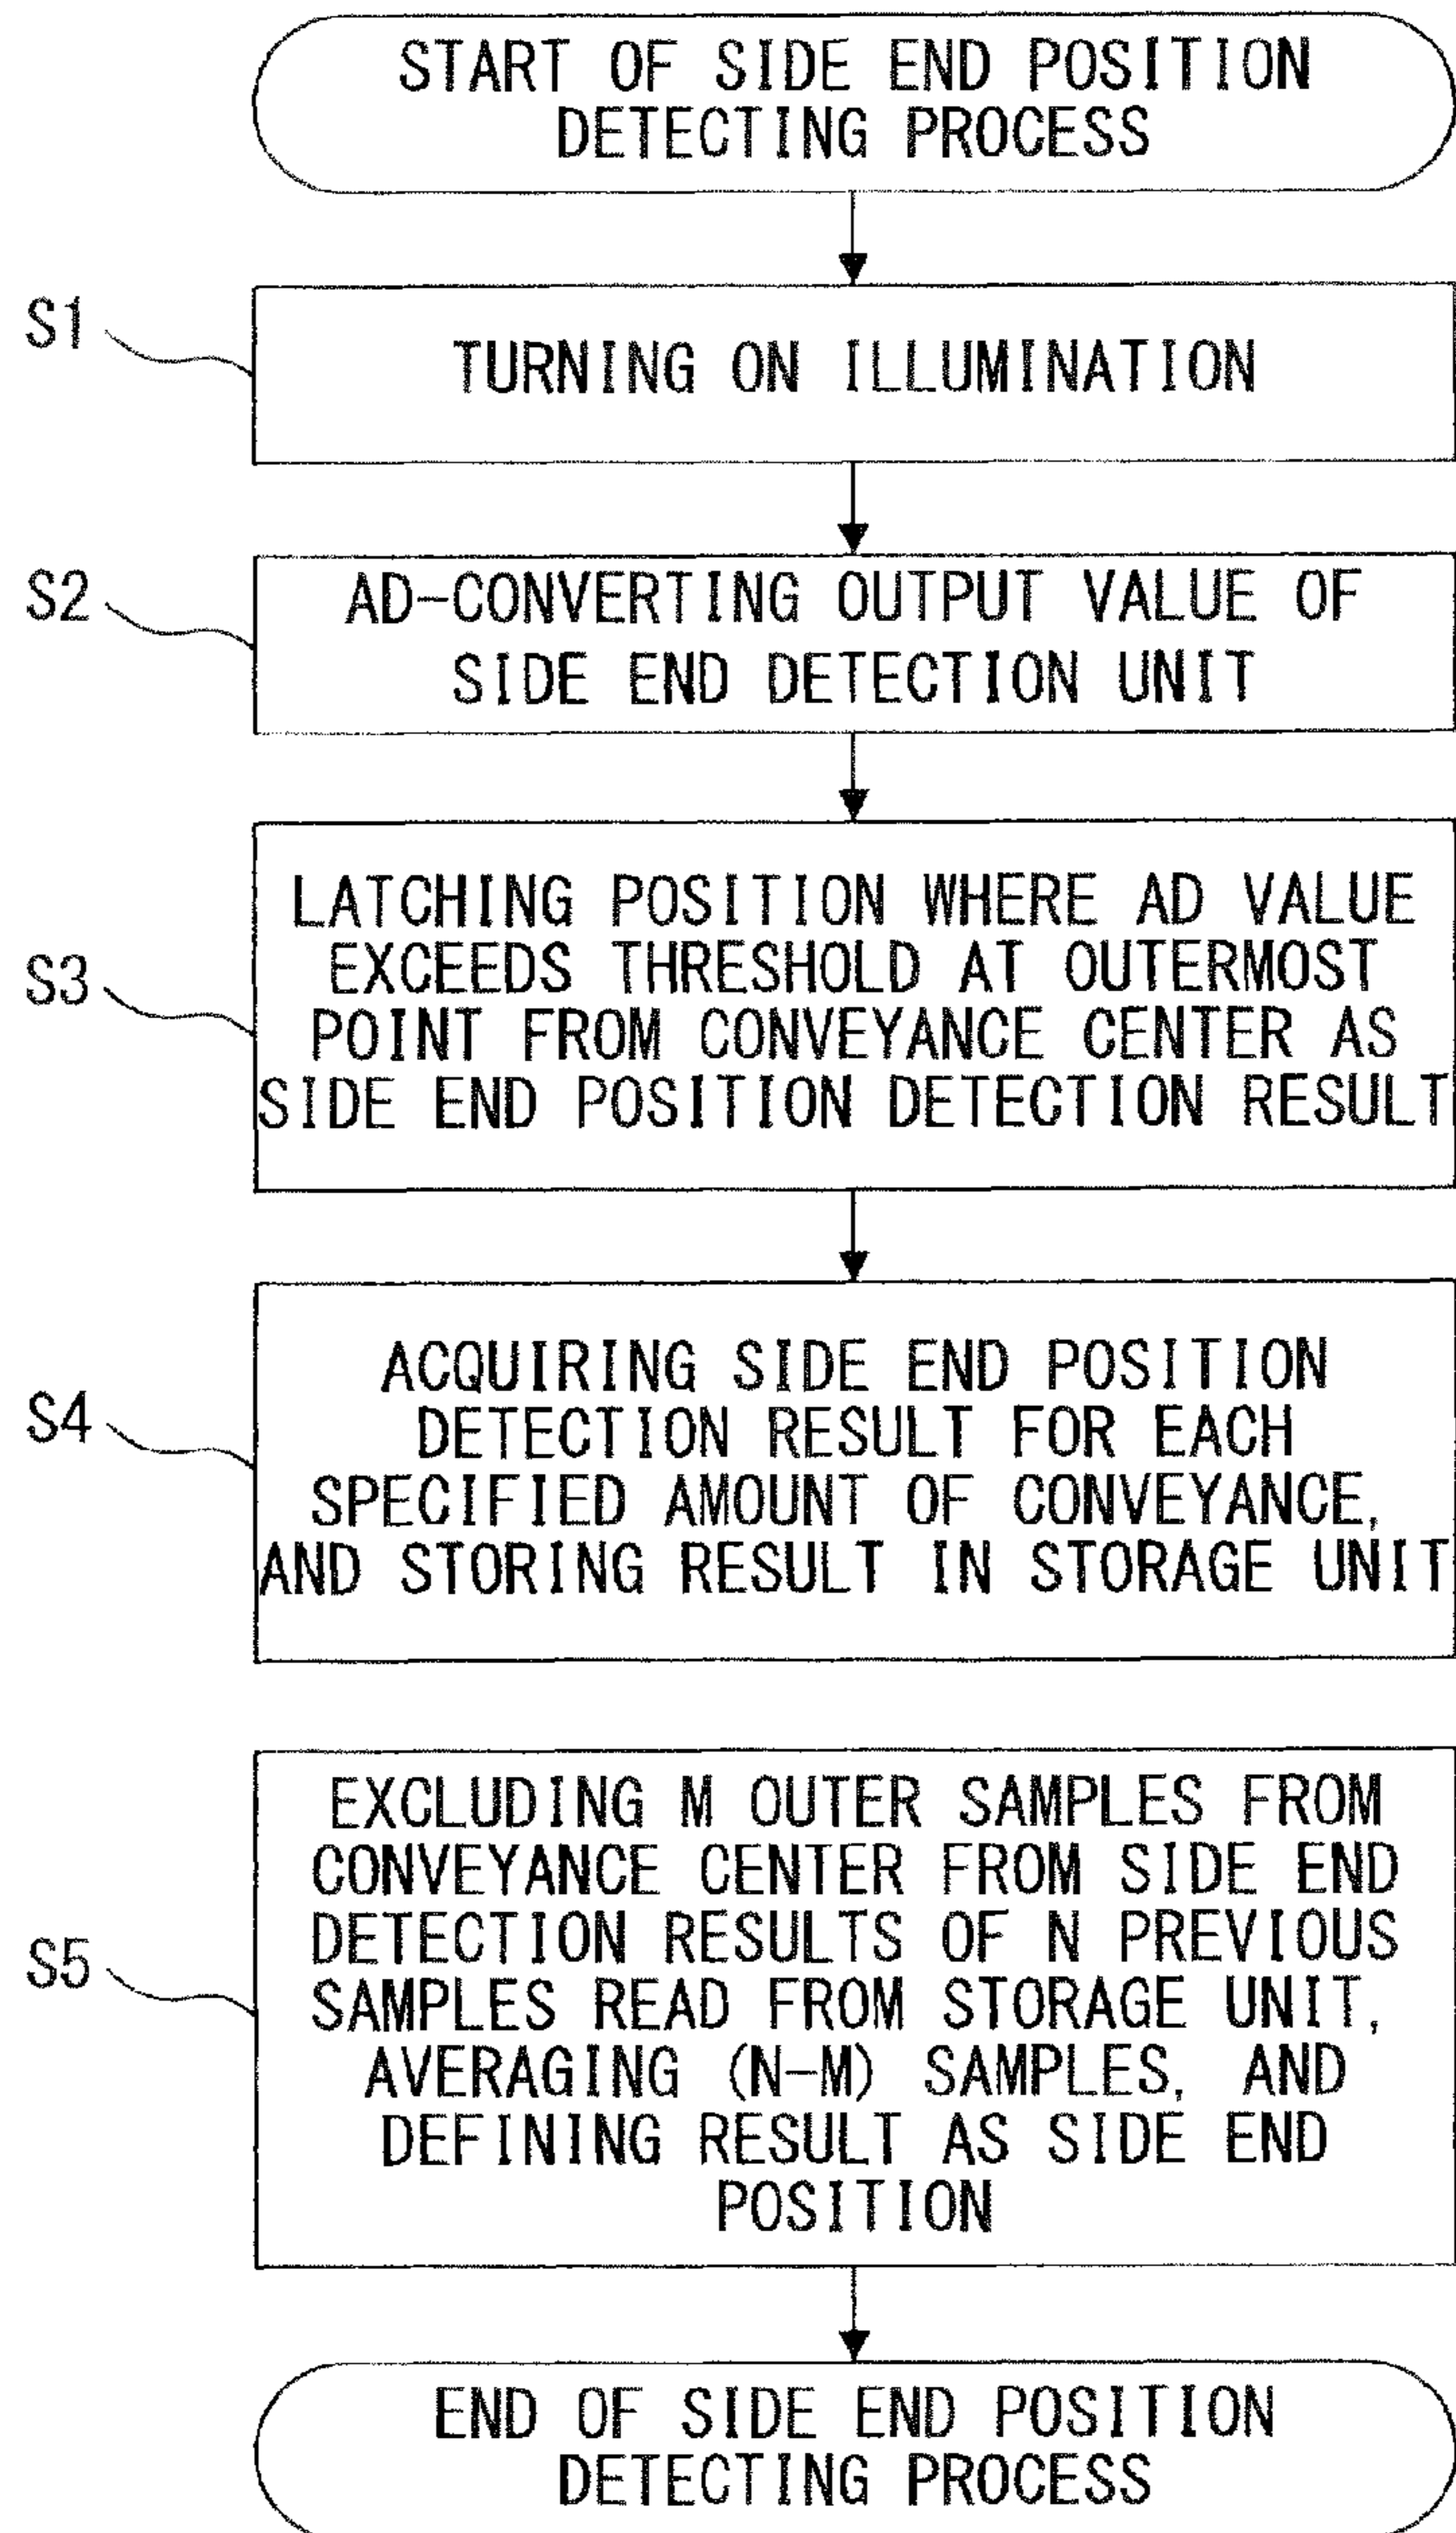 START OF SIDE END POSITION
DETECTING PROCESS
S1
TURNING ON ILLUMINATION
S2
AD-CONVERTING OUTPUT VALUE OF
SIDE END DETECTION UNIT
S3
LATCHING POSITION WHERE AD VALUE
EXCEEDS THRESHOLD AT OUTERMOST
POINT FROM CONVEYANCE CENTER AS
SIDE END POSITION DETECTION RESULT
S4
ACQUIRING SIDE END POSITION
DETECTION RESULT FOR EACH
SPECIFIED AMOUNT OF CONVEYANCE,
AND STORING RESULT IN STORAGE UNIT
S5
EXCLUDING M OUTER SAMPLES FROM
CONVEYANCE CENTER FROM SIDE END
DETECTION RESULTS OF N PREVIOUS
SAMPLES READ FROM STORAGE UNIT,
AVERAGING (N-M) SAMPLES, AND
DEFINING RESULT AS SIDE END
POSITION
END OF SIDE END POSITION
DETECTING PROCESS